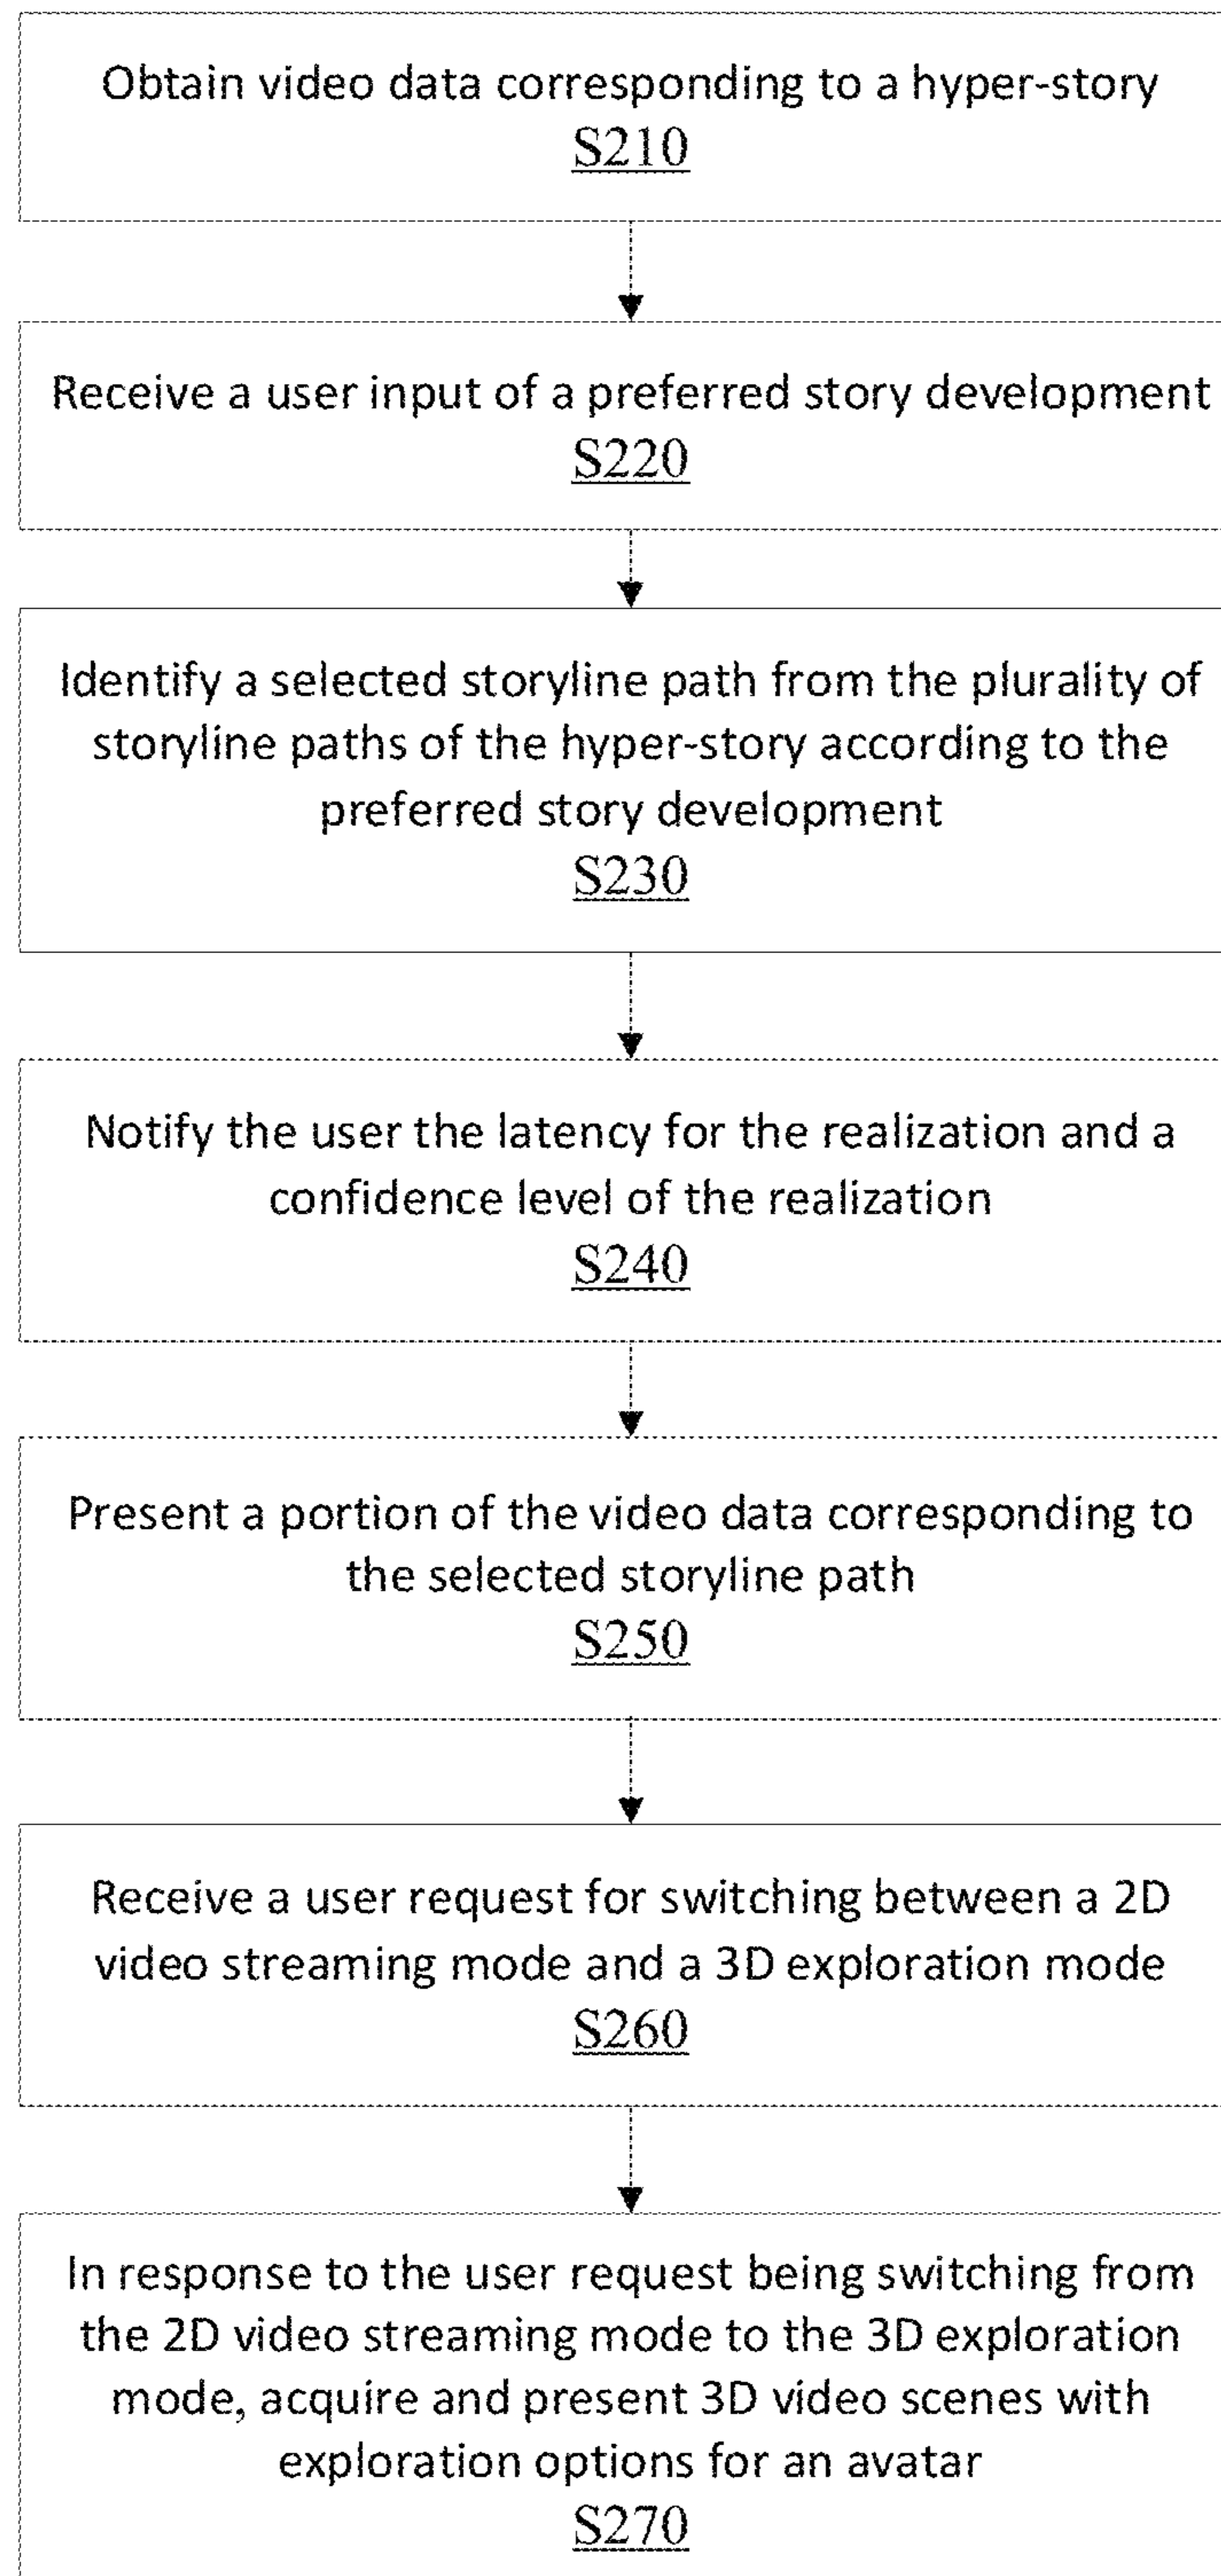 Obtain video data corresponding to a hyper-story
S210
Receive a user input of a preferred story development
S220
Identify a selected storyline path from the plurality of
storyline paths of the hyper-story according to the
preferred story development
S230
Notify the user the latency for the realization and a
confidence level of the realization
S240
Present a portion of the video data corresponding to
the selected storyline path
S250
Receive a user request for switching between a 2D
video streaming mode and a 3D exploration mode
S260
In response to the user request being switching from
the 2D video streaming mode to the 3D exploration
mode, acquire and present 3D video scenes with
exploration options for an avatar
S270